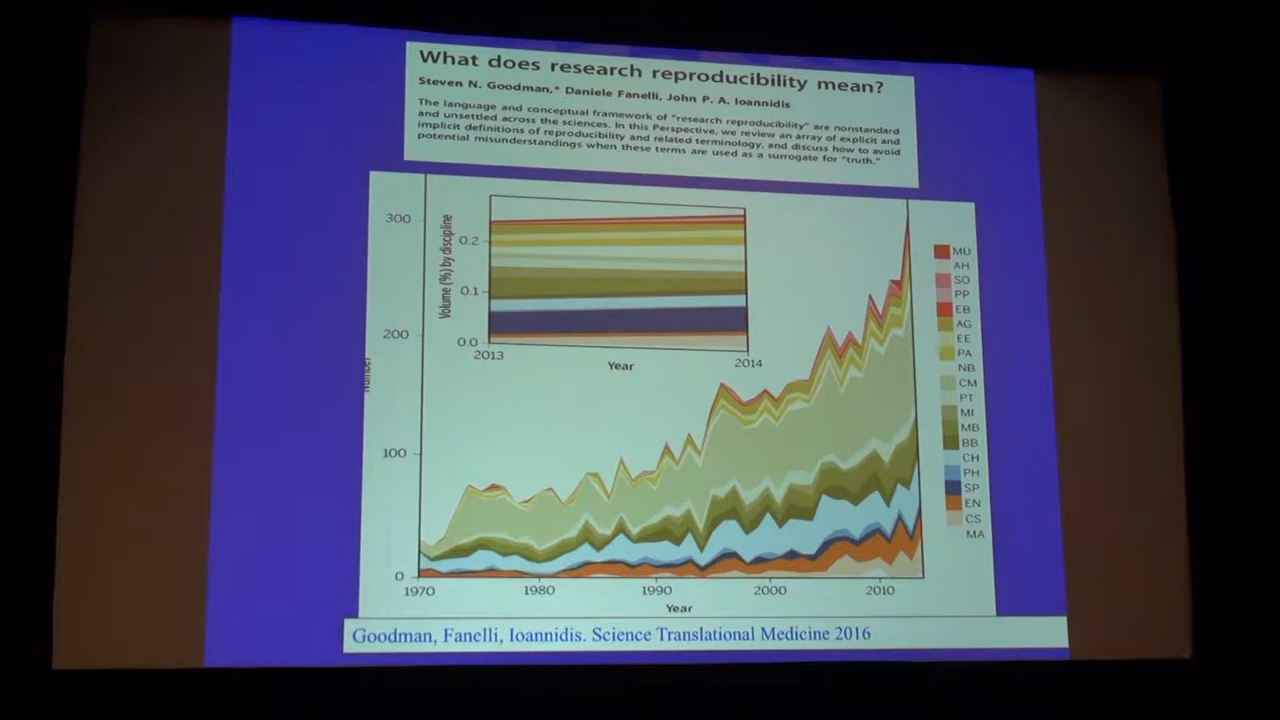 What does research reproducibility mean?
Steven N. Goodman,* Daniele Fanelli, John P. A. Ioannidis
The language and conceptual framework of "research reproducibility" are nonstandard
and unsettled across the sciences. In this Perspective, we review an array of explicit and
implicit definitions of reproducibility and related terminology, and discuss how to avoid
potential misunderstandings when these terms are used as a surrogate for "truth."
300
200
100
0
Number
1970
1980
1990
2000
2010
Year
Volume (%) by discipline
0.2
0.1
0.0
2013
2014
Year
MU
AH
SO
PP
EB
AG
EE
PA
NB
CM
PT
MI
MB
BB
CH
PH
SP
EN
CS
MA
Goodman, Fanelli, Ioannidis. Science Translational Medicine 2016